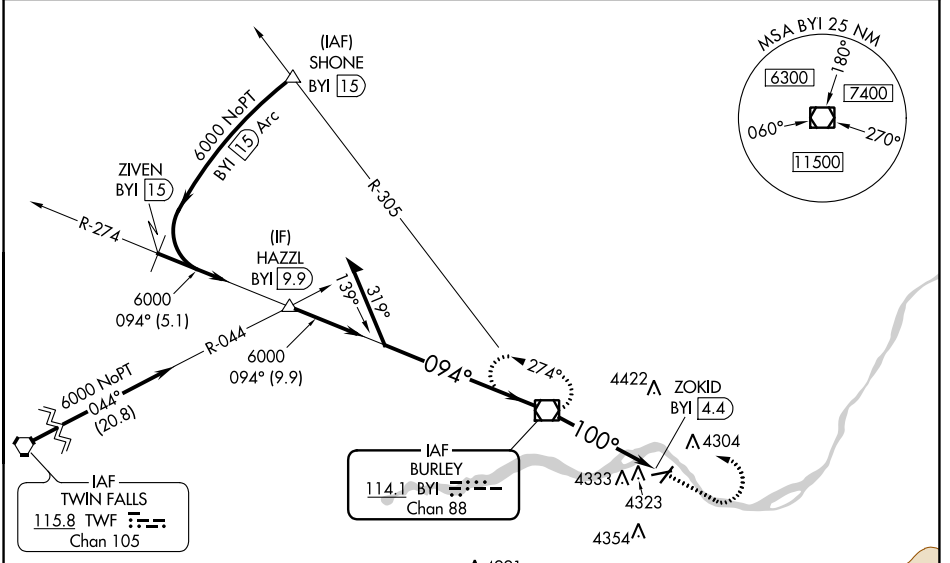 (IAF)
SHONE
BYI 15
6000 NoPT
BYI 15 Arc
MSA BYI 25 NM
180°
6300
7400
060°
270°
11500
ZIVEN
BYI 15
R-274
R-305
(IF)
HAZZL
BYI 9.9
6000
094° (5.1)
139°
319°
R-044
6000
094° (9.9)
094°
274°
6000 NoPT
044°
(20.8)
4422
ZOKID
BYI 4.4
100°
4304
4333
4323
4354
IAF
BURLEY
114.1 BYI
Chan 88
IAF
TWIN FALLS
115.8 TWF
Chan 105